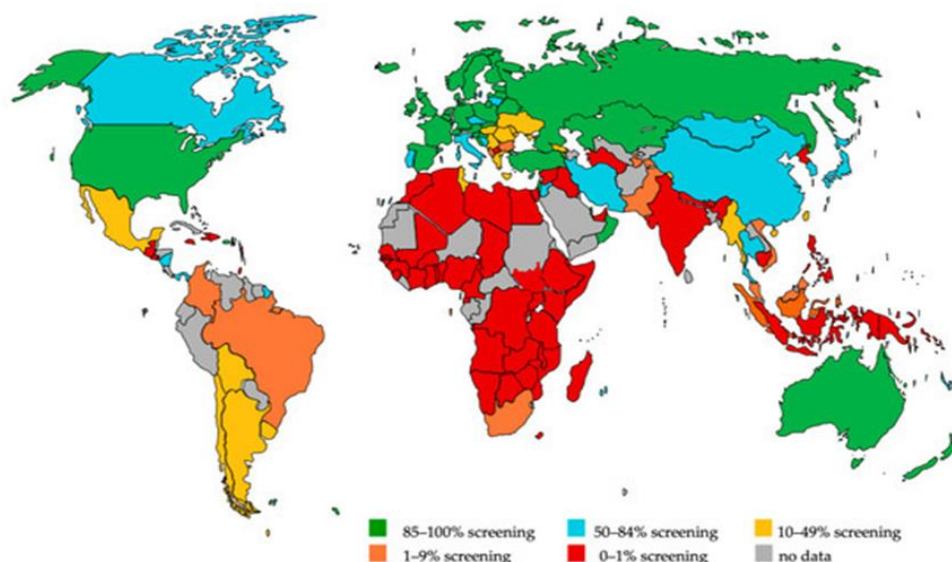 85–100% screening
50–84% screening
10–49% screening
1–9% screening
0–1% screening
no data